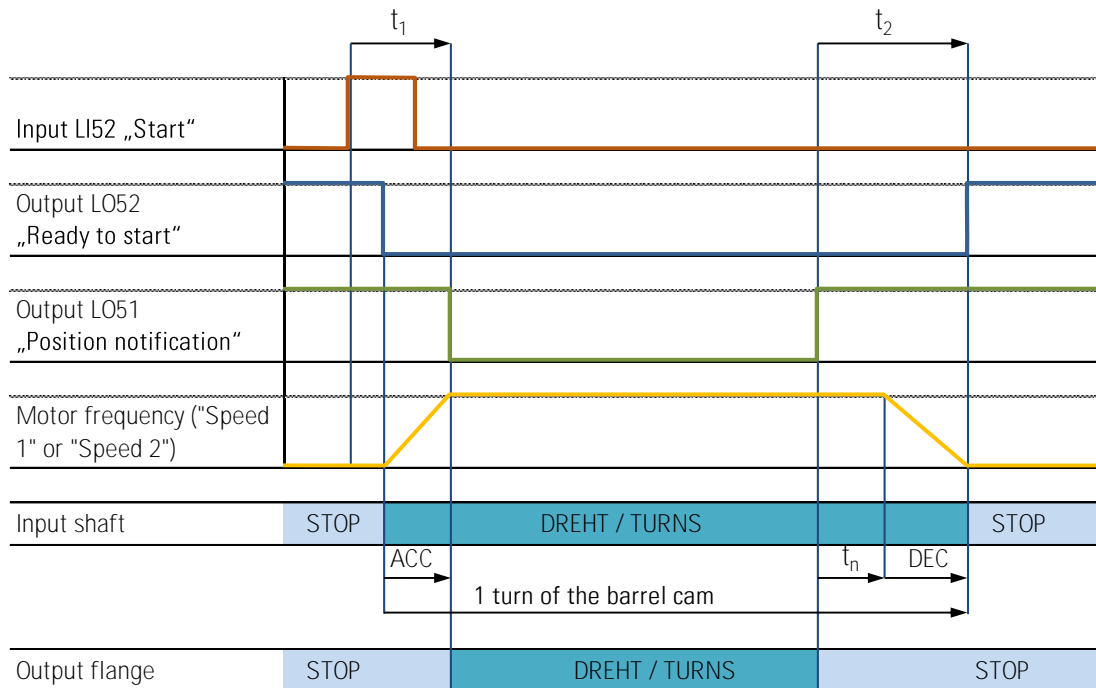 t1
t2
Input LI52 „Start“
Output LO52
„Ready to start“
Output LO51
„Position notification“
Motor frequency ("Speed
1" or "Speed 2")
Input shaft
STOP
DREHT / TURNS
STOP
ACC
tn
DEC
1 turn of the barrel cam
Output flange
STOP
DREHT / TURNS
STOP